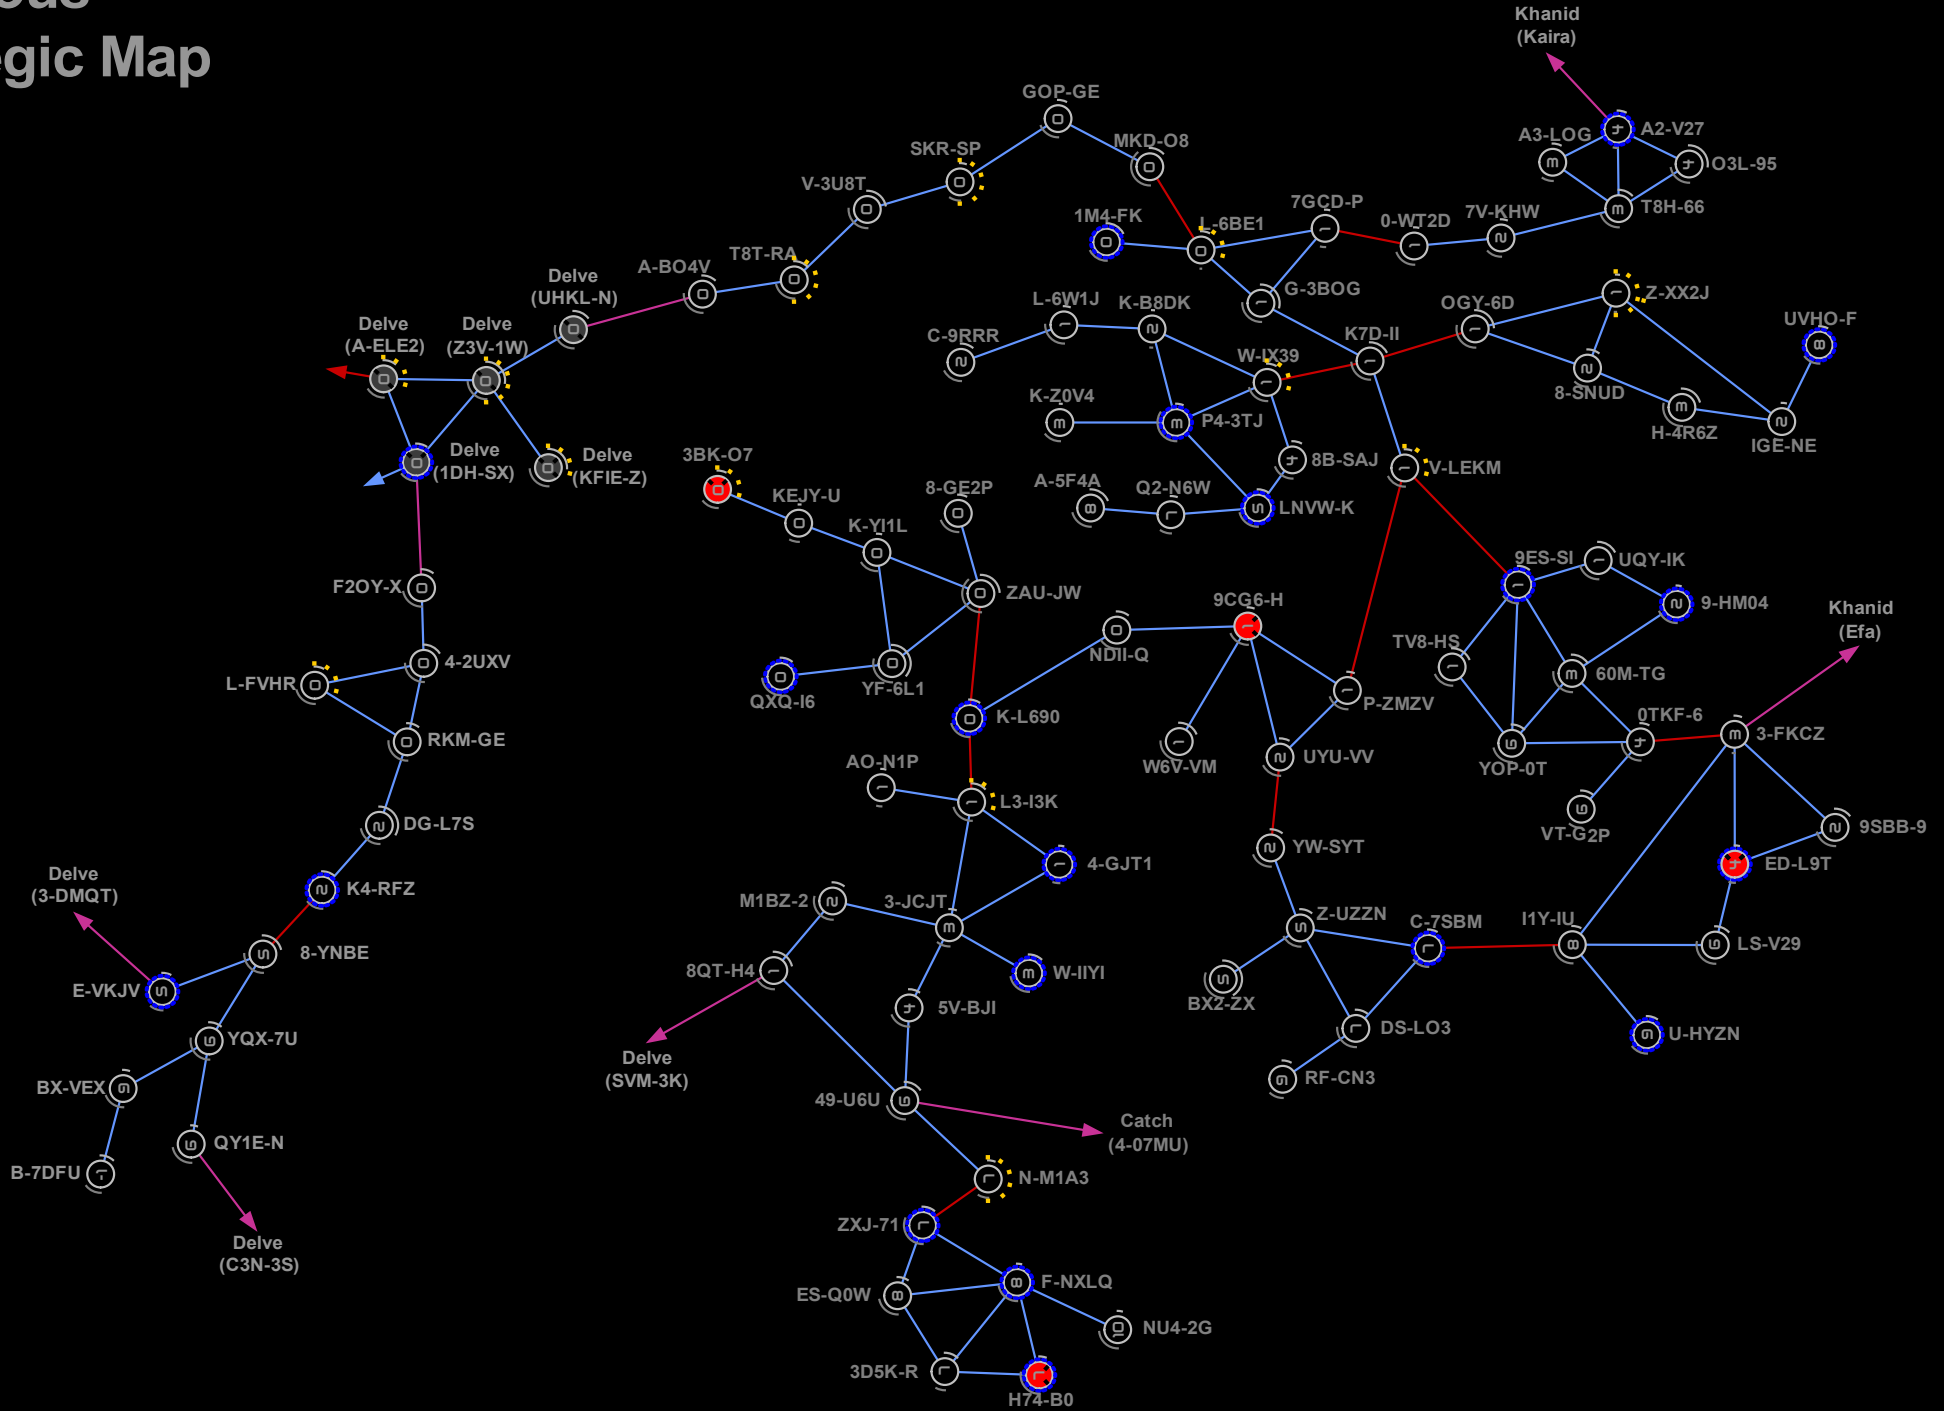 egic Map
Khanid
(Kaira)
GOP-GE
MKD-O8
A3-LOG
A2-V27
O3L-95
SKR-SP
V-3U8T
T8H-66
1M4-FK
L-6BE1
7GCD-P
0-WT2D
7V-KHW
T8T-RA
A-BO4V
Delve
(UHKL-N)
G-3BOG
L-6W1J
K-B8DK
OGY-6D
Z-XX2J
UVHO-F
Delve
(A-ELE2)
Delve
(Z3V-1W)
C-9RRR
K7D-II
W-IX39
8-SNUD
K-Z0V4
P4-3TJ
H-4R6Z
IGE-NE
Delve
(1DH-SX)
Delve
(KFIE-Z)
3BK-O7
8B-SAJ
V-LEKM
KEJY-U
8-GE2P
A-5F4A
Q2-N6W
LNVW-K
K-YI1L
9ES-SI
UQY-IK
F2OY-X
ZAU-JW
9CG6-H
9-HM04
Khanid
(Efa)
NDII-Q
TV8-HS
4-2UXV
L-FVHR
QXQ-I6
YF-6L1
60M-TG
P-ZMZV
K-L690
0TKF-6
3-FKCZ
RKM-GE
AO-N1P
W6V-VM
UYU-VV
YOP-0T
L3-I3K
VT-G2P
9SBB-9
DG-L7S
YW-SYT
4-GJT1
ED-L9T
Delve
(3-DMQT)
K4-RFZ
M1BZ-2
3-JCJT
Z-UZZN
C-7SBM
I1Y-IU
LS-V29
8-YNBE
8QT-H4
W-IIYI
E-VKJV
5V-BJI
BX2-ZX
DS-LO3
U-HYZN
YQX-7U
Delve
(SVM-3K)
BX-VEX
RF-CN3
49-U6U
Catch
(4-07MU)
QY1E-N
B-7DFU
N-M1A3
ZXJ-71
Delve
(C3N-3S)
ES-Q0W
F-NXLQ
NU4-2G
3D5K-R
H74-B0